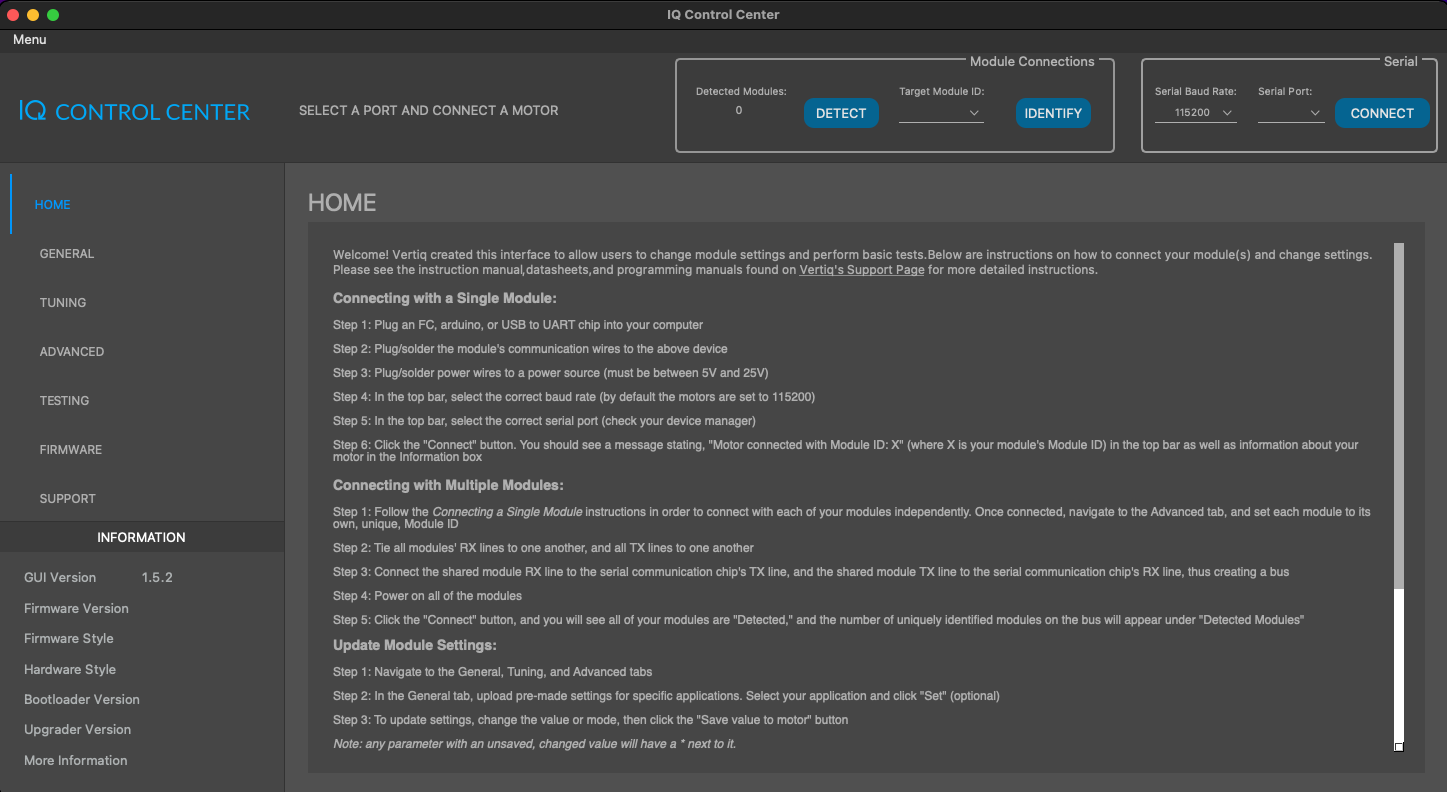 IQ Control Center
Menu
IQ CONTROL CENTER
SELECT A PORT AND CONNECT A MOTOR
Module Connections
Detected Modules:
0
DETECT
Target Module ID:
IDENTIFY
Serial
Serial Baud Rate:
115200
Serial Port:
CONNECT
HOME
GENERAL
TUNING
ADVANCED
TESTING
FIRMWARE
SUPPORT
INFORMATION
GUI Version 1.5.2
Firmware Version
Firmware Style
Hardware Style
Bootloader Version
Upgrader Version
More Information
HOME
Welcome! Vertiq created this interface to allow users to change module settings and perform basic tests.Below are instructions on how to connect your module(s) and change settings.
Please see the instruction manual,datasheets,and programming manuals found on Vertiq's Support Page for more detailed instructions.
Connecting with a Single Module:
Step 1: Plug an FC, arduino, or USB to UART chip into your computer
Step 2: Plug/solder the module's communication wires to the above device
Step 3: Plug/solder power wires to a power source (must be between 5V and 25V)
Step 4: In the top bar, select the correct baud rate (by default the motors are set to 115200)
Step 5: In the top bar, select the correct serial port (check your device manager)
Step 6: Click the "Connect" button. You should see a message stating, "Motor connected with Module ID: X" (where X is your module's Module ID) in the top bar as well as information about your
motor in the Information box
Connecting with Multiple Modules:
Step 1: Follow the Connecting a Single Module instructions in order to connect with each of your modules independently. Once connected, navigate to the Advanced tab, and set each module to its
own, unique, Module ID
Step 2: Tie all modules' RX lines to one another, and all TX lines to one another
Step 3: Connect the shared module RX line to the serial communication chip's TX line, and the shared module TX line to the serial communication chip's RX line, thus creating a bus
Step 4: Power on all of the modules
Step 5: Click the "Connect" button, and you will see all of your modules are "Detected," and the number of uniquely identified modules on the bus will appear under "Detected Modules"
Update Module Settings:
Step 1: Navigate to the General, Tuning, and Advanced tabs
Step 2: In the General tab, upload pre-made settings for specific applications. Select your application and click "Set" (optional)
Step 3: To update settings, change the value or mode, then click the "Save value to motor" button
Note: any parameter with an unsaved, changed value will have a * next to it.